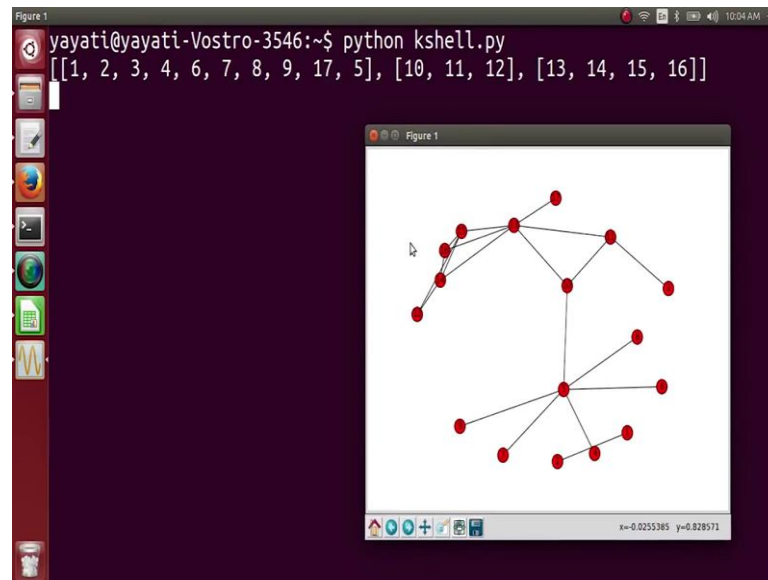 Figure 1
En
10:04 AM
yayati@yayati-Vostro-3546:~$ python kshell.py
[[1, 2, 3, 4, 6, 7, 8, 9, 17, 5], [10, 11, 12], [13, 14, 15, 16]]
Figure 1
x=-0.0255385 y=0.828571